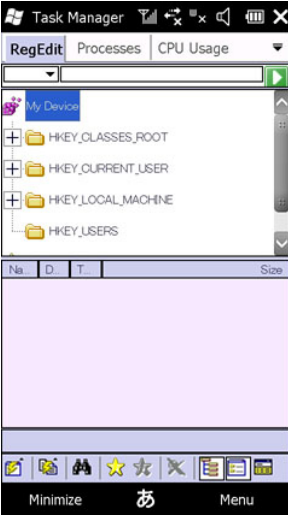 Task Manager
RegEdit Processes CPU Usage
My Device
HKEY_CLASSES_ROOT
HKEY_CURRENT_USER
HKEY_LOCAL_MACHINE
HKEY_USERS
Na... D... T... Size
Minimize あ Menu